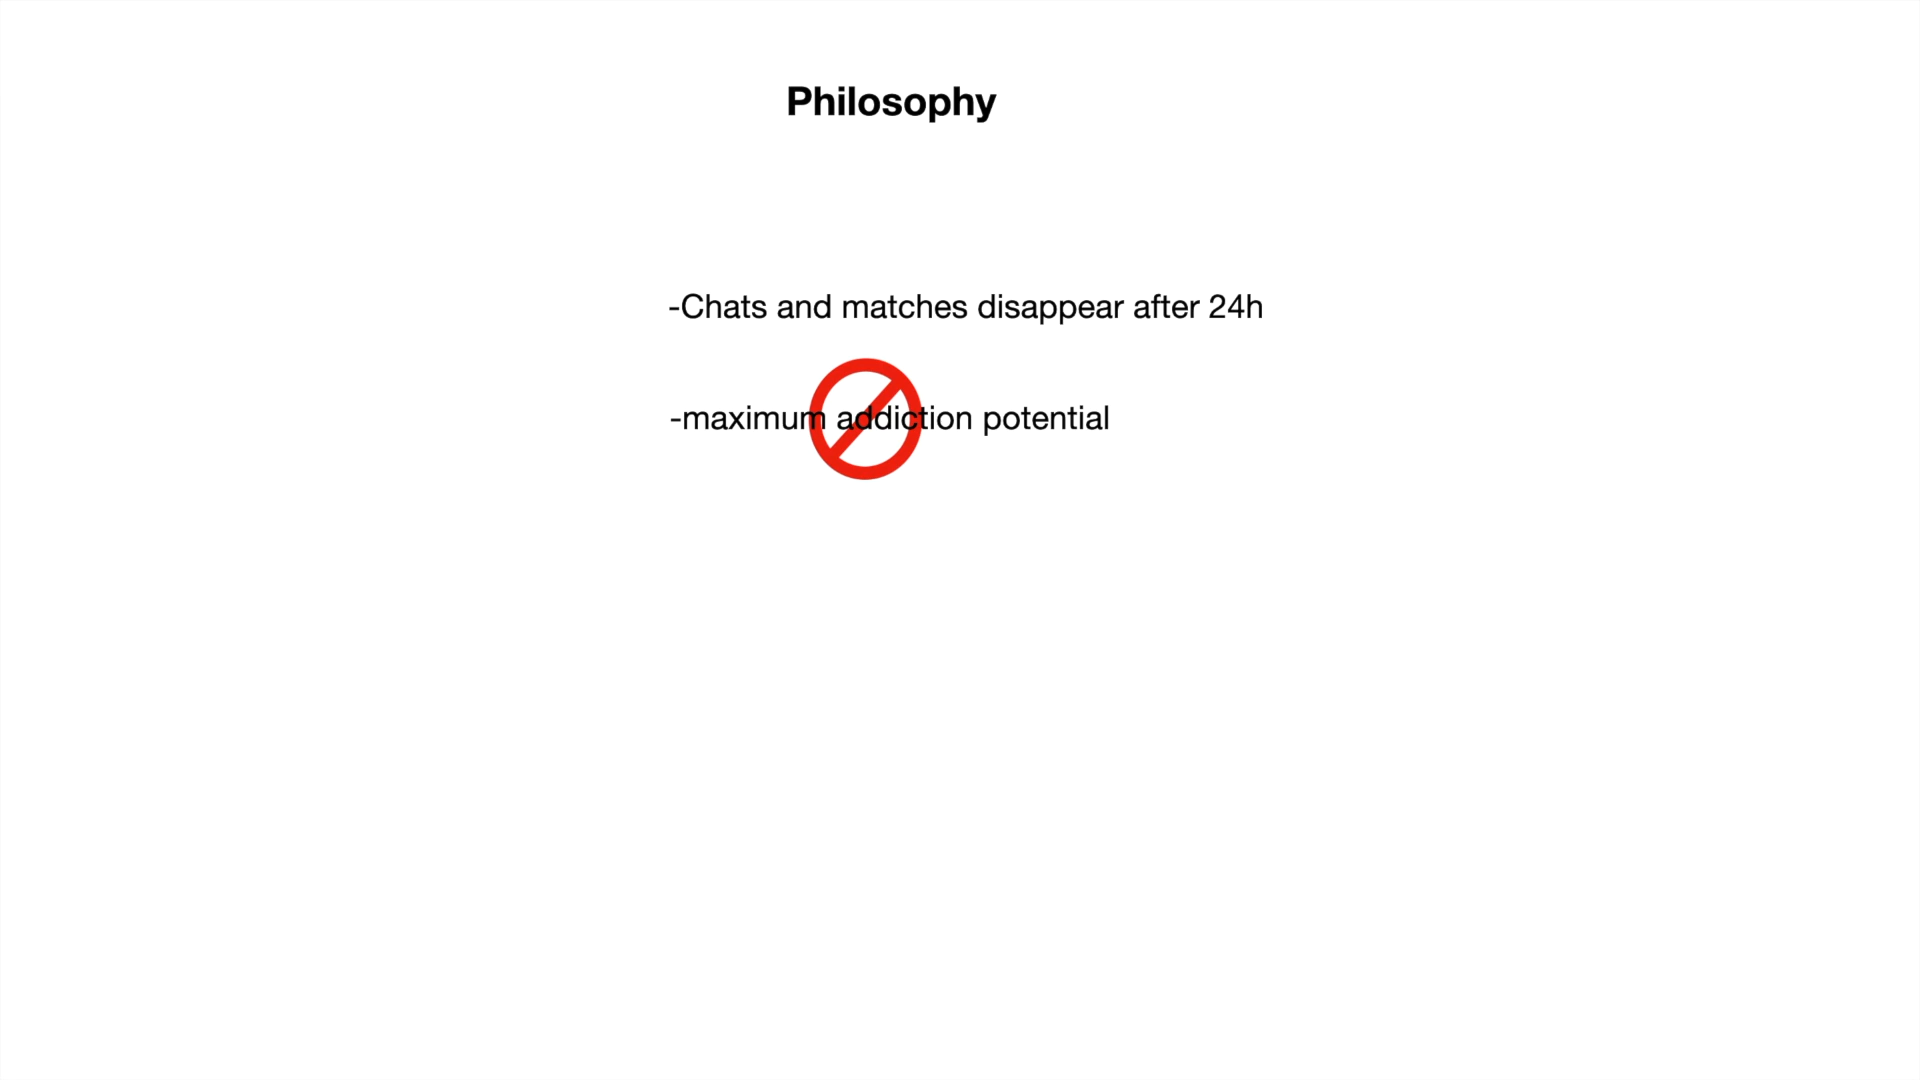 Philosophy
-Chats and matches disappear after 24h
-maximum addiction potential